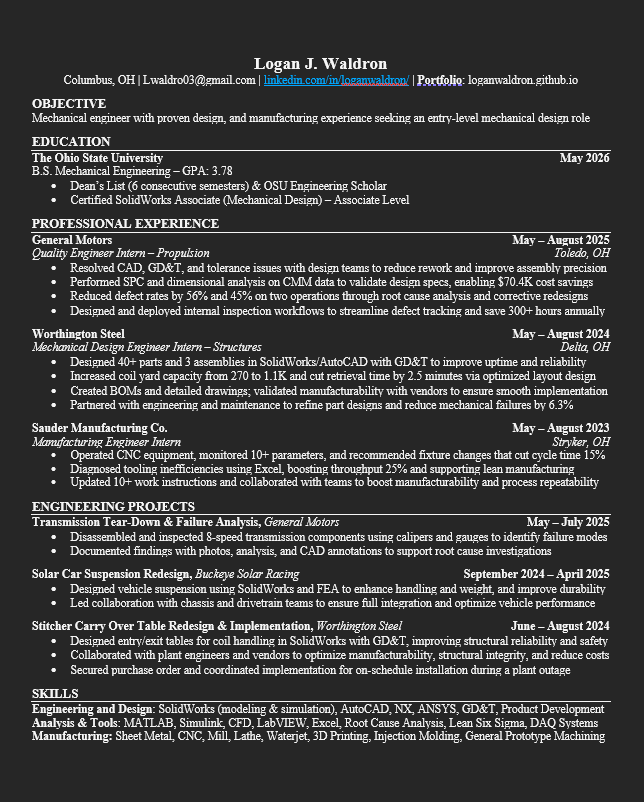 Logan J. Waldron
Columbus, OH | Lwaldro03@gmail.com | linkedin.com/in/loganwaldron/ | Portfolio: loganwaldron.github.io
OBJECTIVE
Mechanical engineer with proven design, and manufacturing experience seeking an entry-level mechanical design role
EDUCATION
The Ohio State University May 2026
B.S. Mechanical Engineering – GPA: 3.78
• Dean's List (6 consecutive semesters) & OSU Engineering Scholar
• Certified SolidWorks Associate (Mechanical Design) – Associate Level
PROFESSIONAL EXPERIENCE
General Motors May – August 2025
Quality Engineer Intern – Propulsion Toledo, OH
• Resolved CAD, GD&T, and tolerance issues with design teams to reduce rework and improve assembly precision
• Performed SPC and dimensional analysis on CMM data to validate design specs, enabling $70.4K cost savings
• Reduced defect rates by 56% and 45% on two operations through root cause analysis and corrective redesigns
• Designed and deployed internal inspection workflows to streamline defect tracking and save 300+ hours annually
Worthington Steel May – August 2024
Mechanical Design Engineer Intern – Structures Delta, OH
• Designed 40+ parts and 3 assemblies in SolidWorks/AutoCAD with GD&T to improve uptime and reliability
• Increased coil yard capacity from 270 to 1.1K and cut retrieval time by 2.5 minutes via optimized layout design
• Created BOMs and detailed drawings; validated manufacturability with vendors to ensure smooth implementation
• Partnered with engineering and maintenance to refine part designs and reduce mechanical failures by 6.3%
Sauder Manufacturing Co. May – August 2023
Manufacturing Engineer Intern Stryker, OH
• Operated CNC equipment, monitored 10+ parameters, and recommended fixture changes that cut cycle time 15%
• Diagnosed tooling inefficiencies using Excel, boosting throughput 25% and supporting lean manufacturing
• Updated 10+ work instructions and collaborated with teams to boost manufacturability and process repeatability
ENGINEERING PROJECTS
Transmission Tear-Down & Failure Analysis, General Motors May – July 2025
• Disassembled and inspected 8-speed transmission components using calipers and gauges to identify failure modes
• Documented findings with photos, analysis, and CAD annotations to support root cause investigations
Solar Car Suspension Redesign, Buckeye Solar Racing September 2024 – April 2025
• Designed vehicle suspension using SolidWorks and FEA to enhance handling and weight, and improve durability
• Led collaboration with chassis and drivetrain teams to ensure full integration and optimize vehicle performance
Stitcher Carry Over Table Redesign & Implementation, Worthington Steel June – August 2024
• Designed entry/exit tables for coil handling in SolidWorks with GD&T, improving structural reliability and safety
• Collaborated with plant engineers and vendors to optimize manufacturability, structural integrity, and reduce costs
• Secured purchase order and coordinated implementation for on-schedule installation during a plant outage
SKILLS
Engineering and Design: SolidWorks (modeling & simulation), AutoCAD, NX, ANSYS, GD&T, Product Development
Analysis & Tools: MATLAB, Simulink, CFD, LabVIEW, Excel, Root Cause Analysis, Lean Six Sigma, DAQ Systems
Manufacturing: Sheet Metal, CNC, Mill, Lathe, Waterjet, 3D Printing, Injection Molding, General Prototype Machining